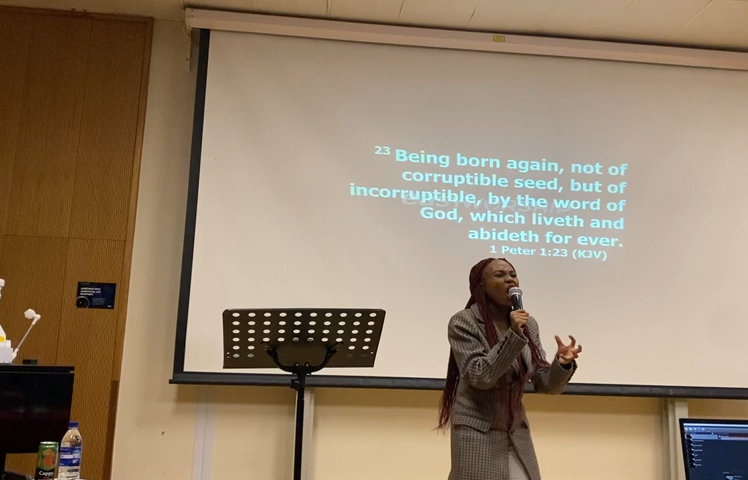 23 Being born again, not of
corruptible seed, but of
incorruptible, by the word of
God, which liveth and
abideth for ever.
1 Peter 1:23 (KJV)
Cappy